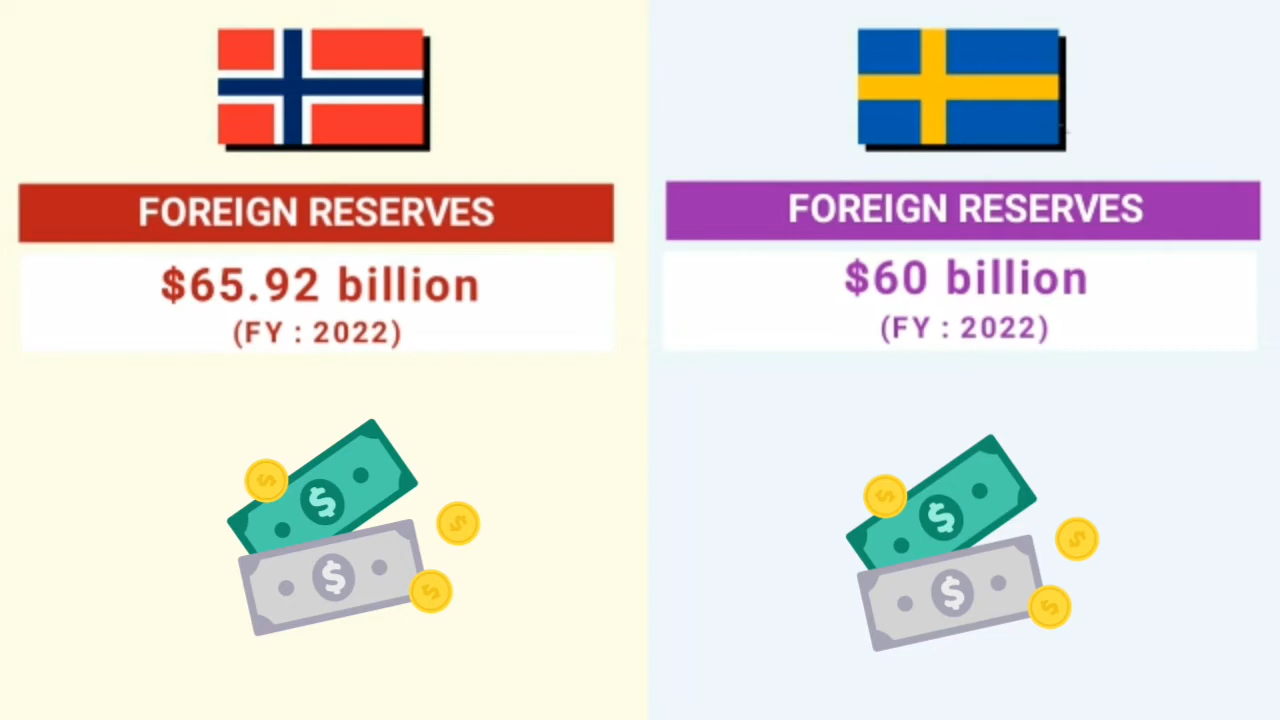 FOREIGN RESERVES
$65.92 billion
(FY : 2022)
FOREIGN RESERVES
$60 billion
(FY : 2022)